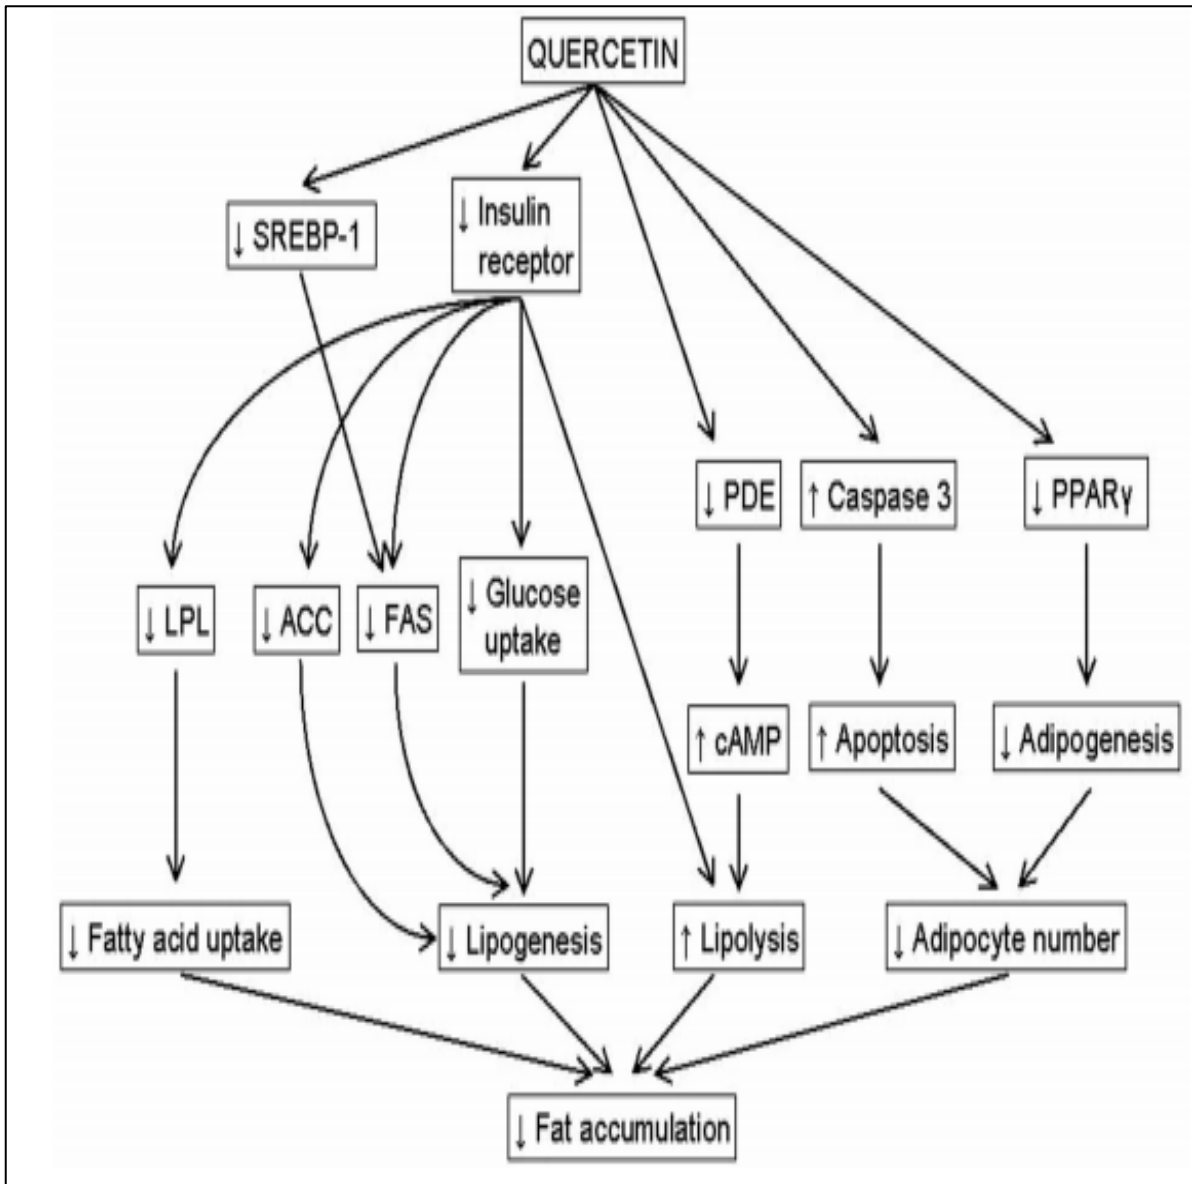 QUERCETIN
↓ SREBP-1
↓ Insulin
receptor
↓ PDE
↑ Caspase 3
↓ PPARγ
↓ LPL
↓ ACC
↓ FAS
↓ Glucose
uptake
↑ cAMP
↑ Apoptosis
↓ Adipogenesis
↓ Fatty acid uptake
↓ Lipogenesis
↑ Lipolysis
↓ Adipocyte number
↓ Fat accumulation